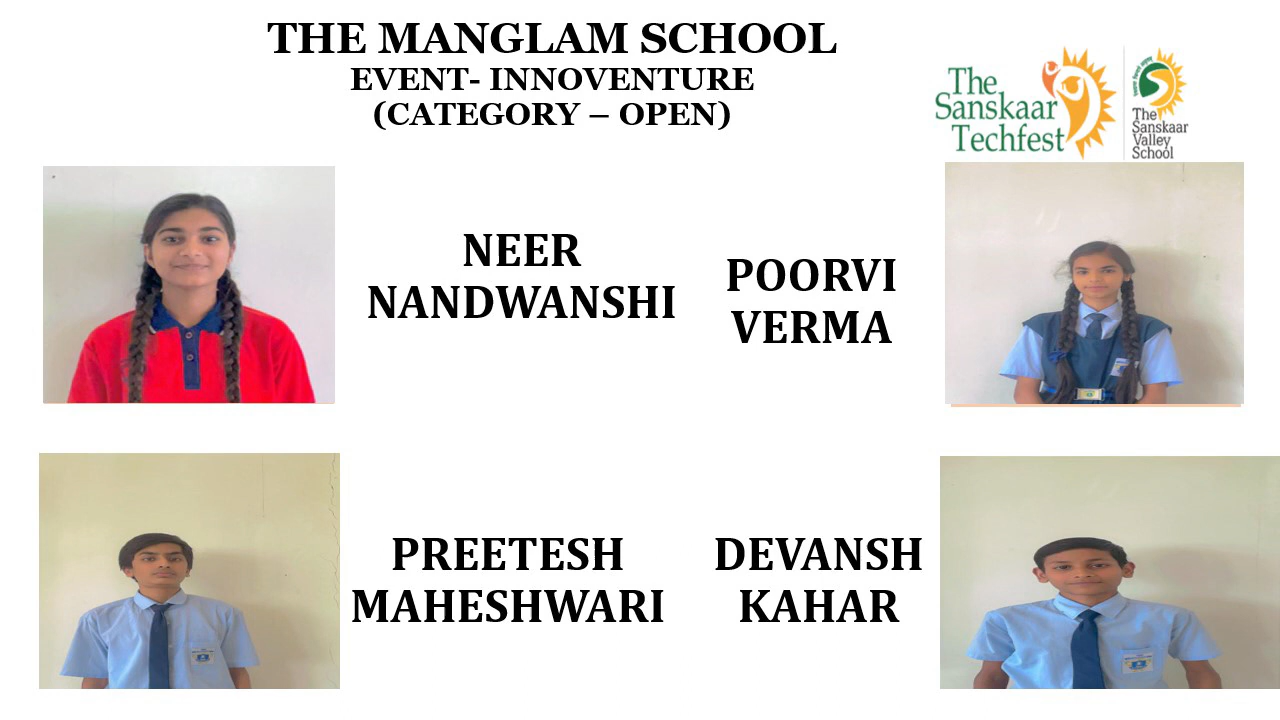 THE MANGLAM SCHOOL
EVENT- INNOVENTURE
(CATEGORY – OPEN)
The
Sanskaar
Techfest
The
Sanskaar
Valley
School
NEER
NANDWANSHI
POORVI
VERMA
PREETESH
MAHESHWARI
DEVANSH
KAHAR